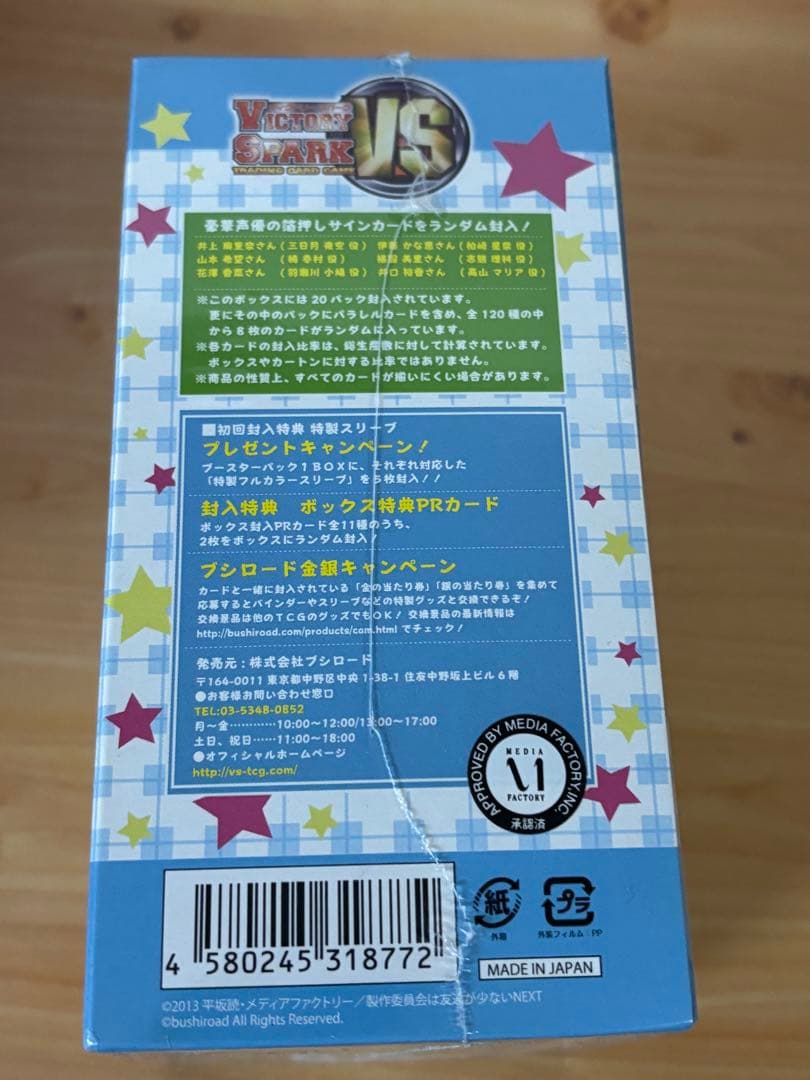 VICTORY
SPARK
TRADING CARD GAME
VS
豪華声優の箔押しサインカードをランダム封入！
井上 麻里奈さん（三日月 夜空 役） 伊藤 かな恵さん（柏崎 星奈 役）
山本 希望さん（楠 幸村 役） 福圓 美里さん（志熊 理科 役）
花澤 香菜さん（羽瀬川 小鳩 役） 井口 裕香さん（高山 マリア 役）
※このボックスには20パック封入されています。
更にその中のパックにパラレルカードを含め、全120種の中
から8枚のカードがランダムに入っています。
※各カードの封入比率は、総生産数に対して計算されています。
ボックスやカートンに対する比率ではありません。
※商品の性質上、すべてのカードが揃いにくい場合があります。
■初回封入特典 特製スリーブ
プレゼントキャンペーン！
ブースターパック1BOXに、それぞれ対応した
「特製フルカラースリーブ」を5枚封入！！
封入特典 ボックス特典PRカード
ボックス封入PRカード全11種のうち、
2枚をボックスにランダム封入！
ブシロード金銀キャンペーン
カードと一緒に封入されている「金の当たり券」「銀の当たり券」を集めて
応募するとバインダーやスリーブなどの特製グッズと交換できるぞ！
交換景品は他のTCGのグッズでもOK！交換景品の最新情報は
http://bushiroad.com/products/cam.html でチェック！
発売元：株式会社ブシロード
〒164-0011 東京都中野区中央1-38-1 住友中野坂上ビル6階
●お客様お問い合わせ窓口
TEL:03-5348-0852
月～金…………10:00～12:00/13:00～17:00
土日、祝日……11:00～18:00
●オフィシャルホームページ
http://vs-tcg.com/
APPROVED BY MEDIA FACTORY, INC.
MEDIA
FACTORY
承認済
4 580245 318772
紙
外箱
プラ
外装フィルム：PP
MADE IN JAPAN
©2013 平坂読・メディアファクトリー／製作委員会は友達が少ないNEXT
©bushiroad All Rights Reserved.